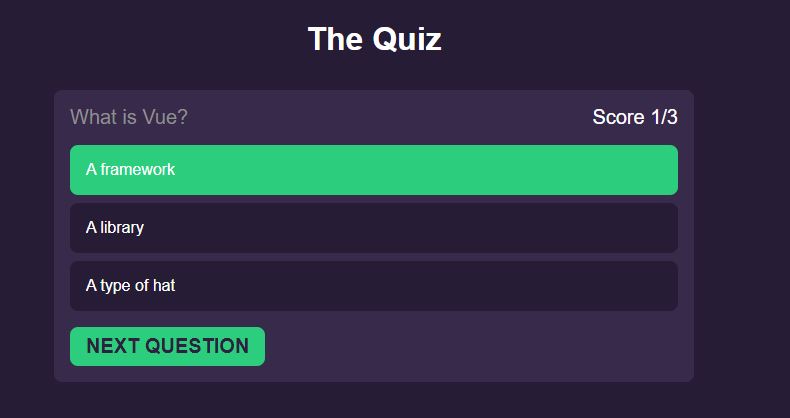 The Quiz
What is Vue? Score 1/3
A framework
A library
A type of hat
NEXT QUESTION